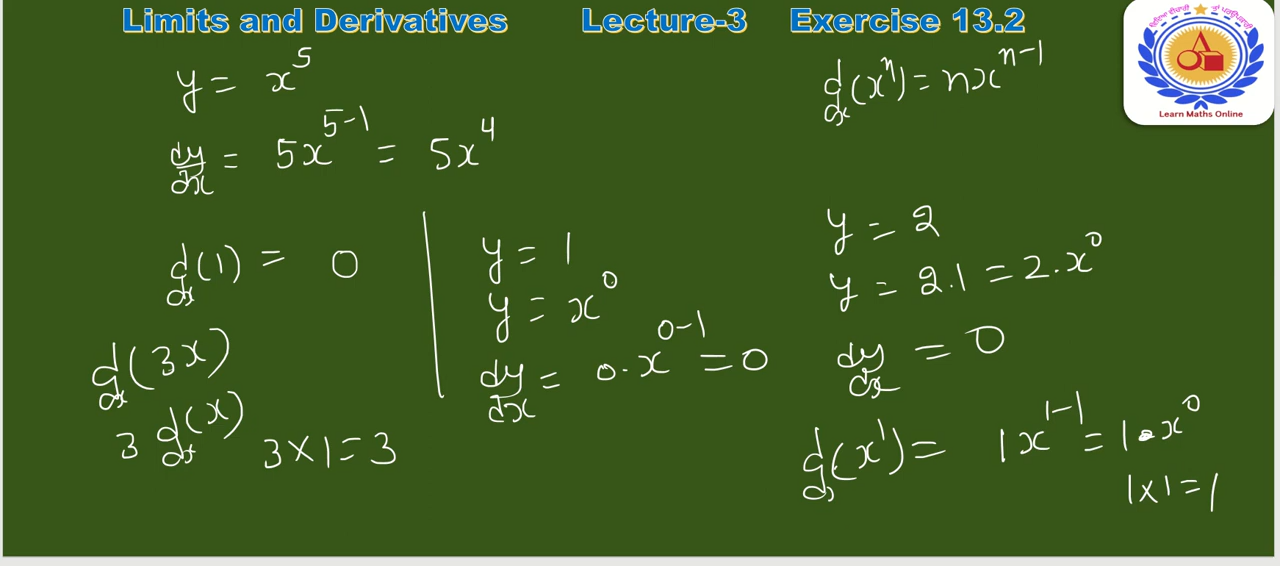 Limits and Derivatives Lecture-3 Exercise 13.2
y = x^5
d/dx (x^n) = nx^{n-1}
dy/dx = 5x^{5-1} = 5x^4
d/dx (1) = 0
d/dx (3x)
3 d/dx (x) 3×1=3
y = 1
y = x^0
dy/dx = 0·x^{0-1} = 0
y = 2
y = 2.1 = 2·x^0
dy/dx = 0
d/dx (x^1) = 1x^{1-1} = 1·x^0
1×1=1
Learn Maths Online